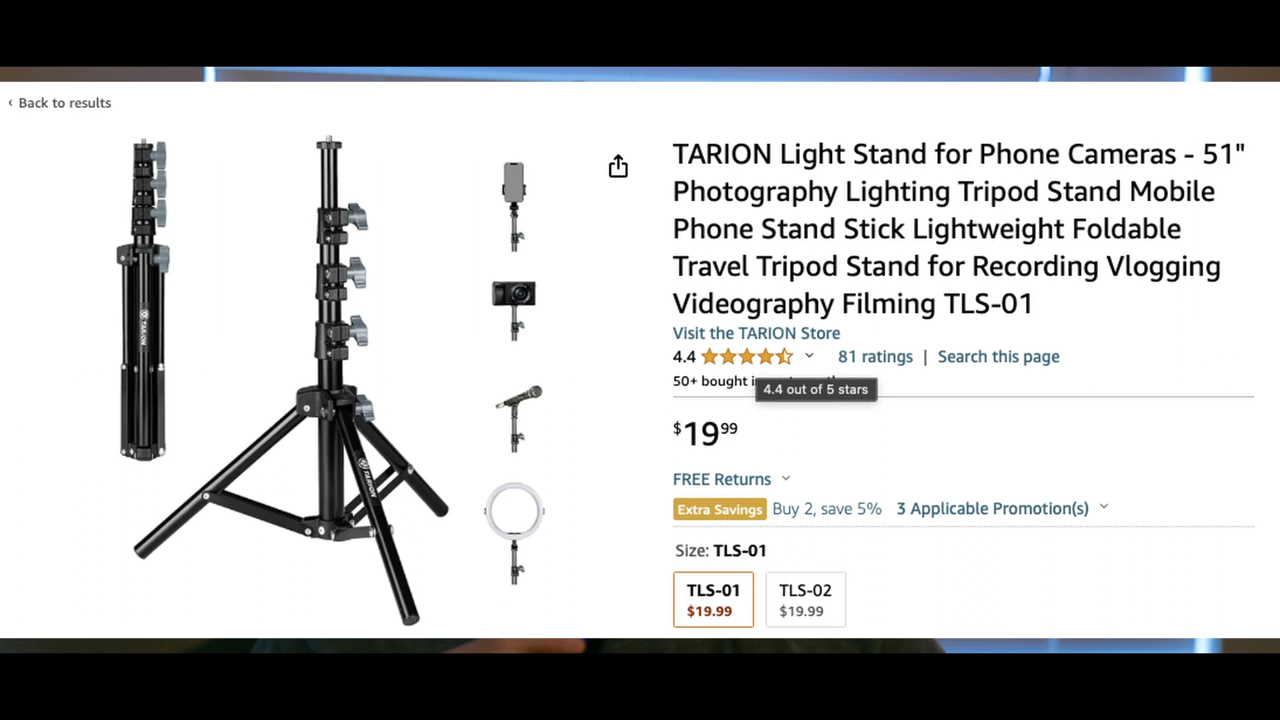 ‹ Back to results
TARION Light Stand for Phone Cameras - 51"
Photography Lighting Tripod Stand Mobile
Phone Stand Stick Lightweight Foldable
Travel Tripod Stand for Recording Vlogging
Videography Filming TLS-01
Visit the TARION Store
4.4 81 ratings | Search this page
50+ bought
4.4 out of 5 stars
$19.99
FREE Returns
Extra Savings Buy 2, save 5% 3 Applicable Promotion(s)
Size: TLS-01
TLS-01 TLS-02
$19.99 $19.99
TARION
TARION